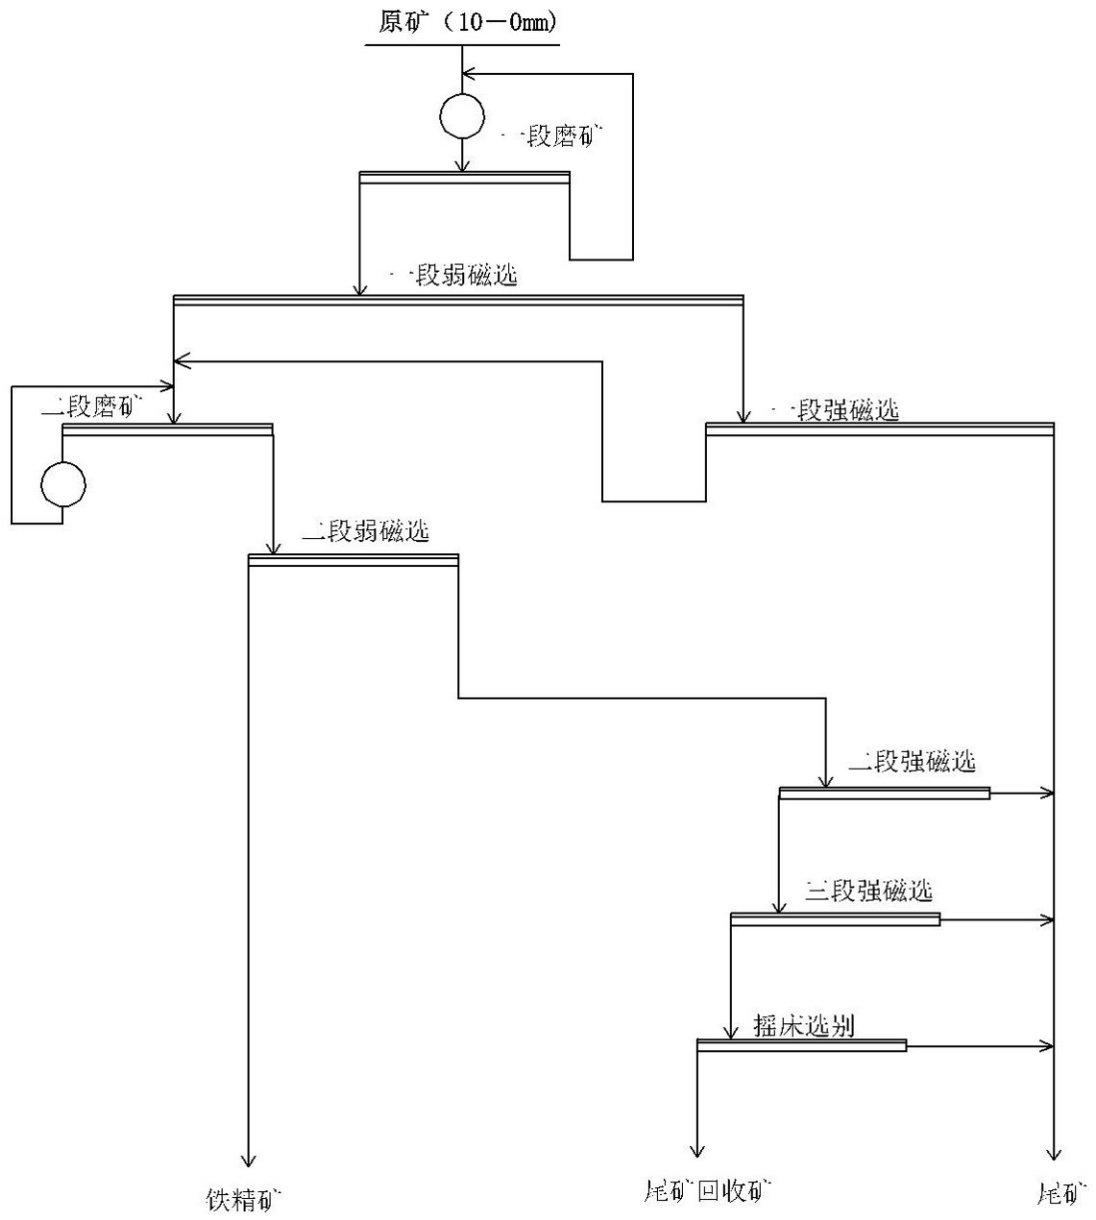 原矿（10－0mm)
一段磨矿
一段弱磁选
二段磨矿
一段强磁选
二段弱磁选
二段强磁选
三段强磁选
摇床选别
铁精矿
尾矿回收矿
尾矿